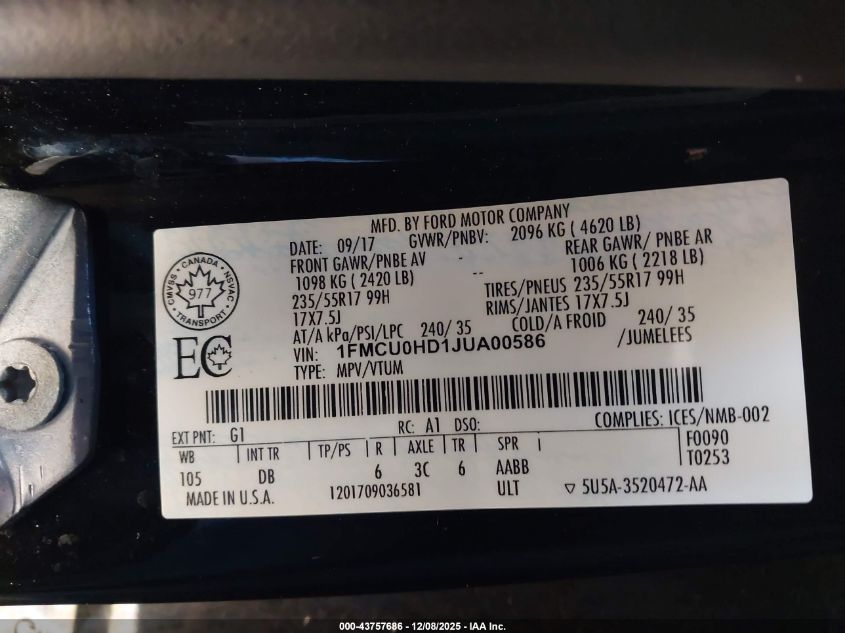 MFD. BY FORD MOTOR COMPANY
DATE: 09/17 GVWR/PNBV: 2096 KG ( 4620 LB)
FRONT GAWR/PNBE AV - REAR GAWR/ PNBE AR
1098 KG ( 2420 LB) -- 1006 KG ( 2218 LB)
235/55R17 99H TIRES/PNEUS 235/55R17 99H
17X7.5J RIMS/JANTES 17X7.5J
AT/A kPa/PSI/LPC 240/ 35 COLD/A FROID 240/ 35
VIN: 1FMCU0HD1JUA00586 /JUMELEES
TYPE: MPV/VTUM
CMVSS CANADA NSVAC
977
TRANSPORT
EC
EXT PNT: G1 RC: A1 DSO: COMPLIES: ICES/NMB-002
WB INT TR TP/PS R AXLE TR SPR F0090
105 DB 6 3C 6 AABB T0253
MADE IN U.S.A. 1201709036581 ULT ▽ 5U5A-3520472-AA
000-43757686 - 12/08/2025 - IAA Inc.